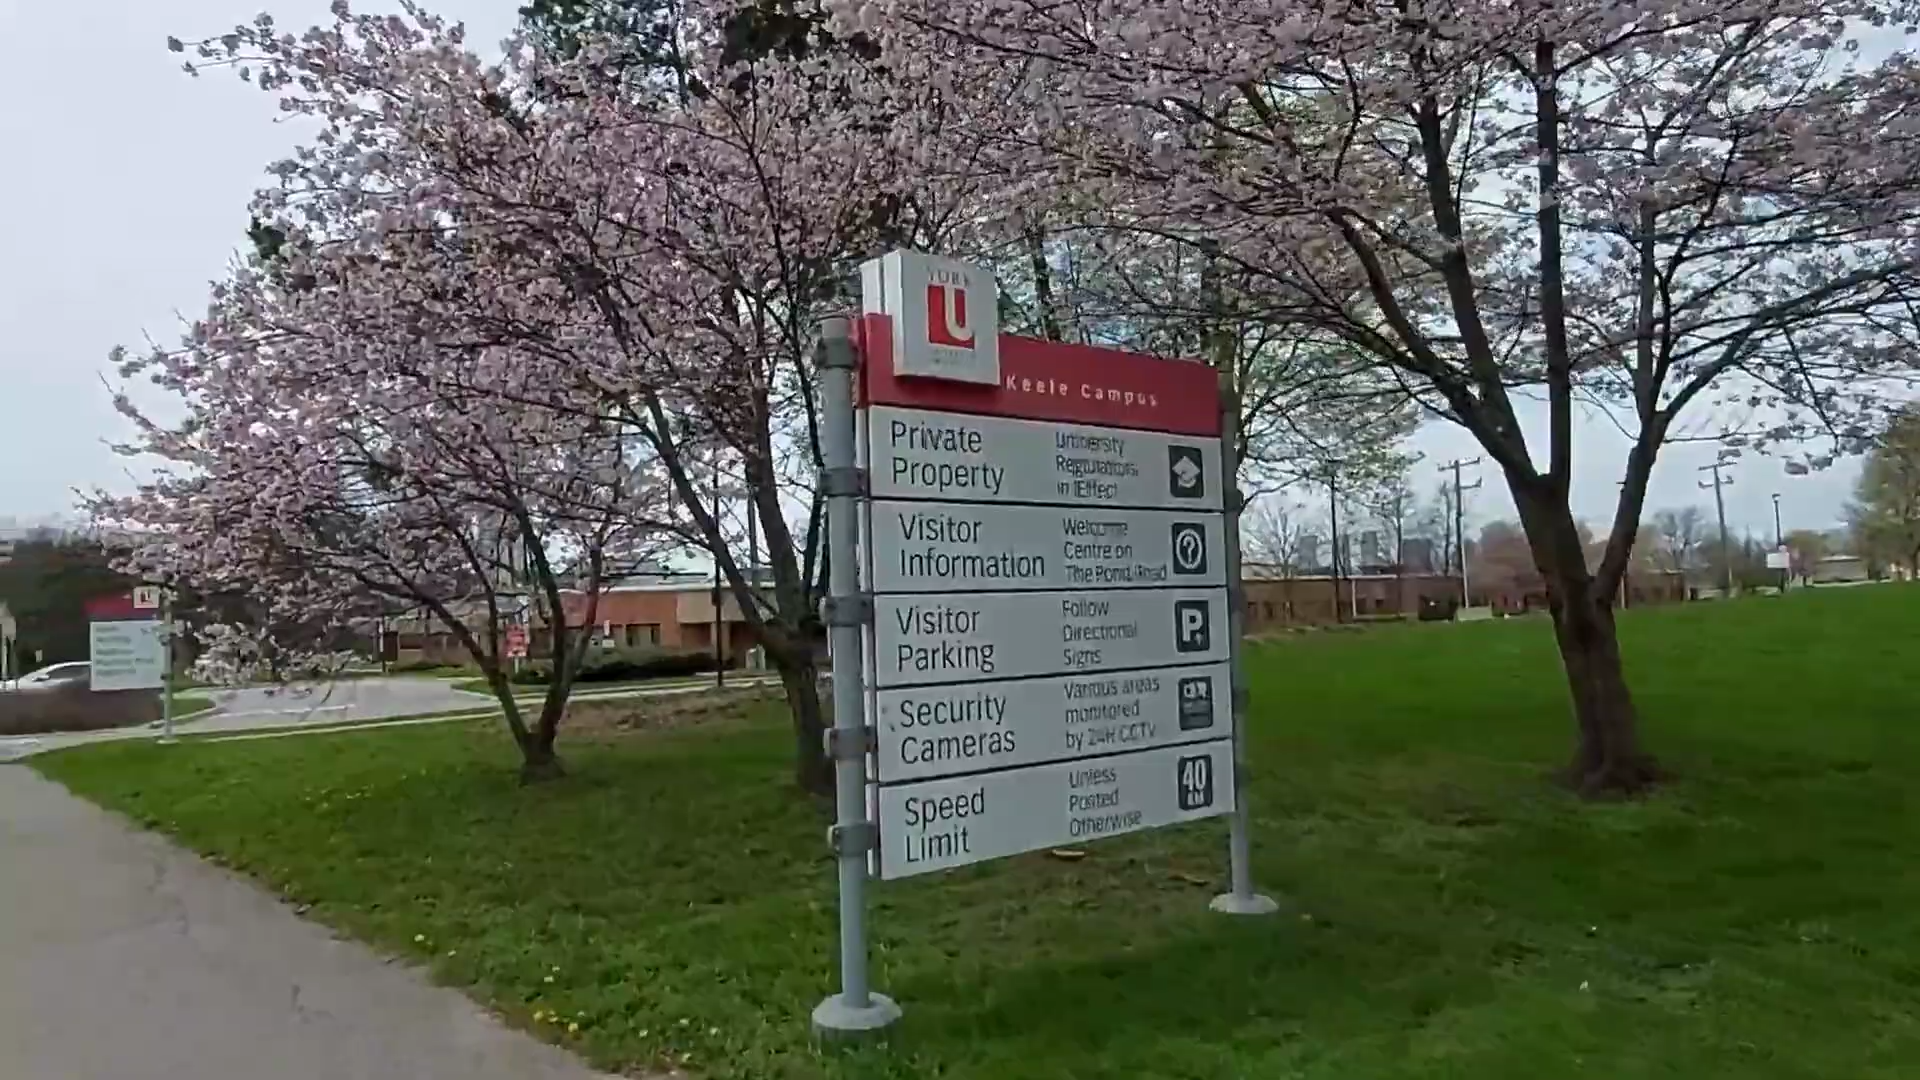 YORK
U
Keele Campus
Private
Property
University
Regulations
in Effect
Visitor
Information
Welcome
Centre on
The Pond Road
?
Visitor
Parking
Follow
Directional
Signs
P
Security
Cameras
Various areas
monitored
by 24H CCTV
Speed
Limit
Unless
Posted
Otherwise
40
KM